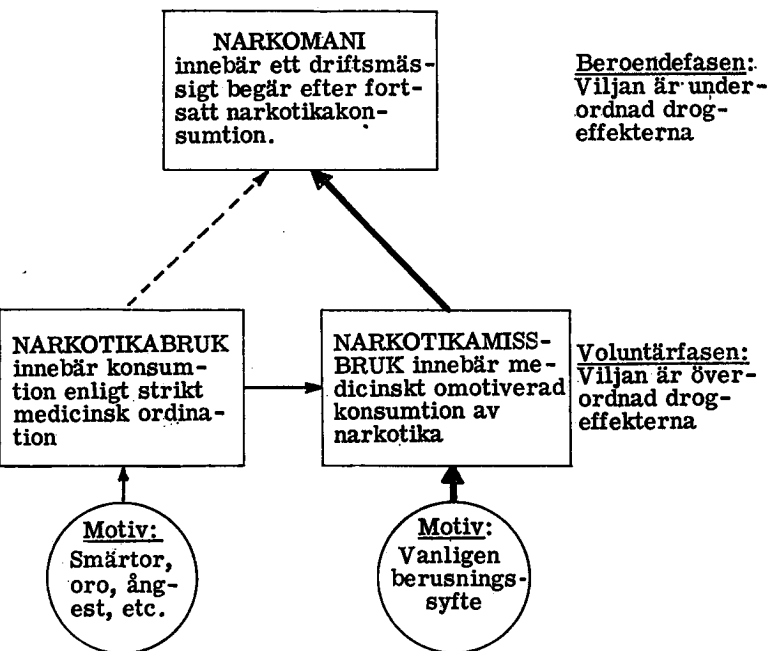 NARKOMANI
innebär ett driftsmäs-
sigt begär efter fort-
satt narkotikakon-
sumtion.
Beroendefasen:
Viljan är under-
ordnad drog-
effekterna
NARKOTIKABRUK
innebär konsum-
tion enligt strikt
medicinsk ordina-
tion
NARKOTIKAMISS-
BRUK innebär me-
dicinskt omotiverad
konsumtion av
narkotika
Voluntärfasen:
Viljan är över-
ordnad drog-
effekterna
Motiv:
Smärtor,
oro, ång-
est, etc.
Motiv:
Vanligen
berusnings-
syfte